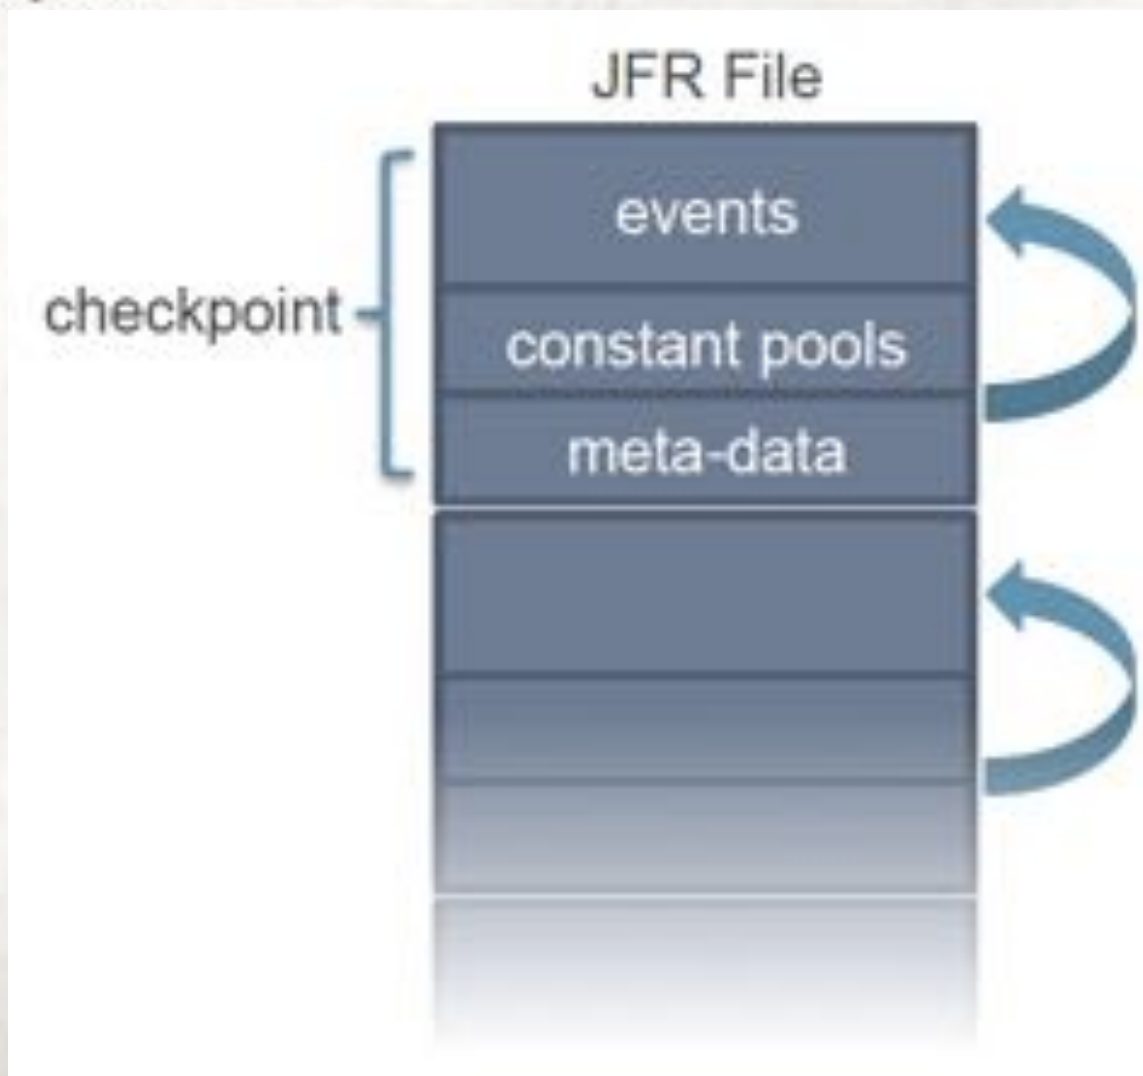 JFR File
events
checkpoint
constant pools
meta-data